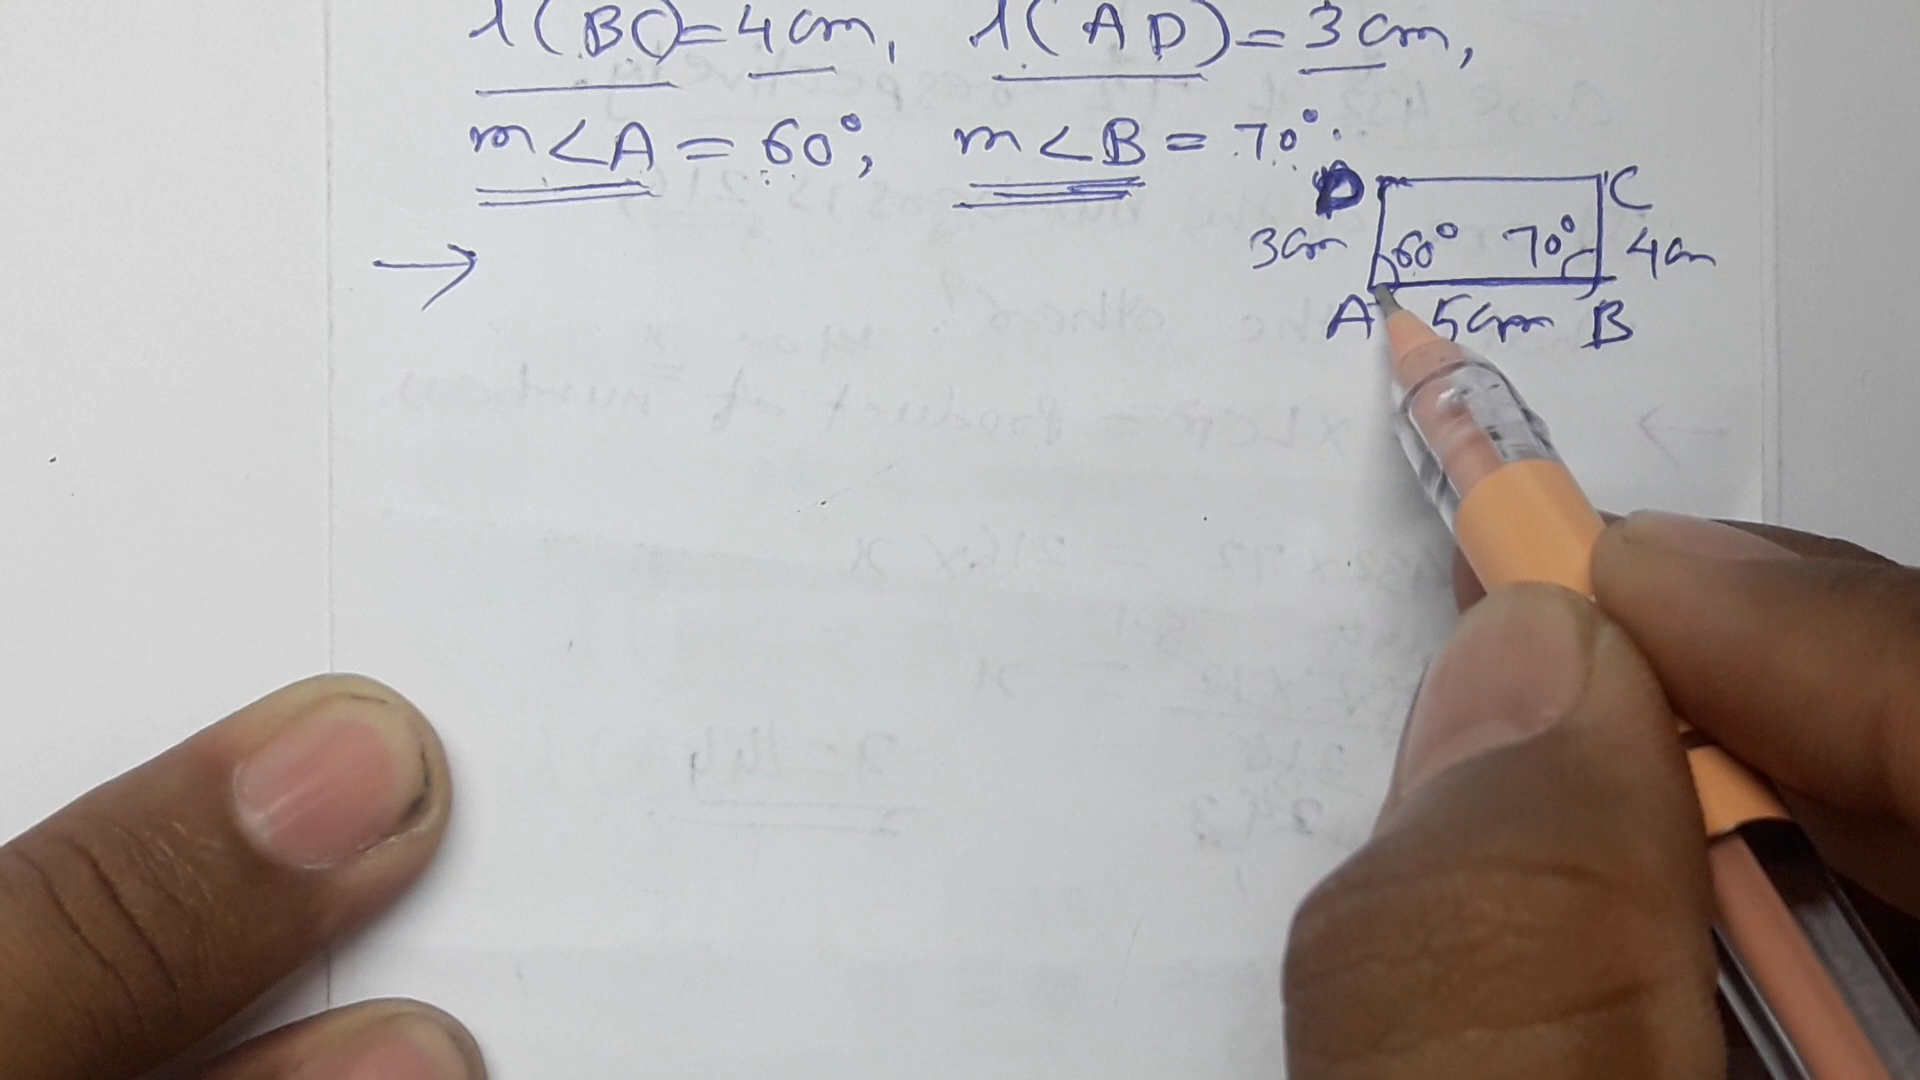 l(BC)=4cm, l(AD)=3cm,
m<A = 60°, m<B = 70°.
D C
3cm 60° 70° 4cm
A 5cm B